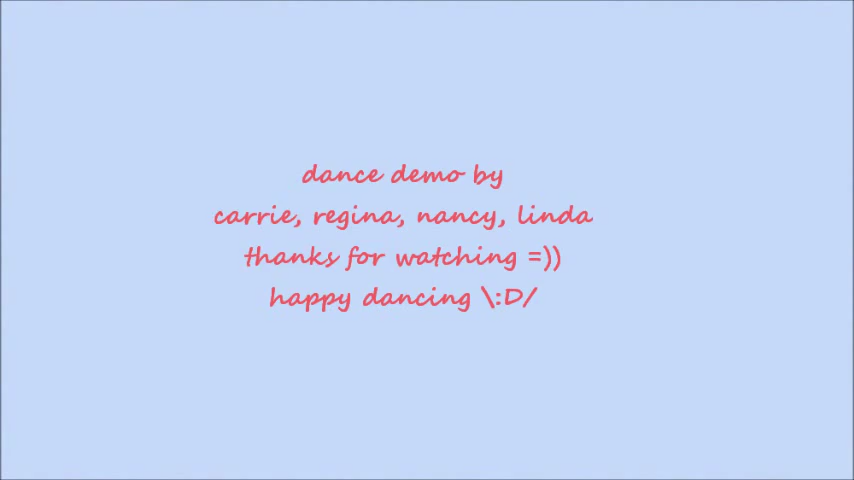 dance demo by
carrie, regina, nancy, linda
thanks for watching =))
happy dancing \:D/